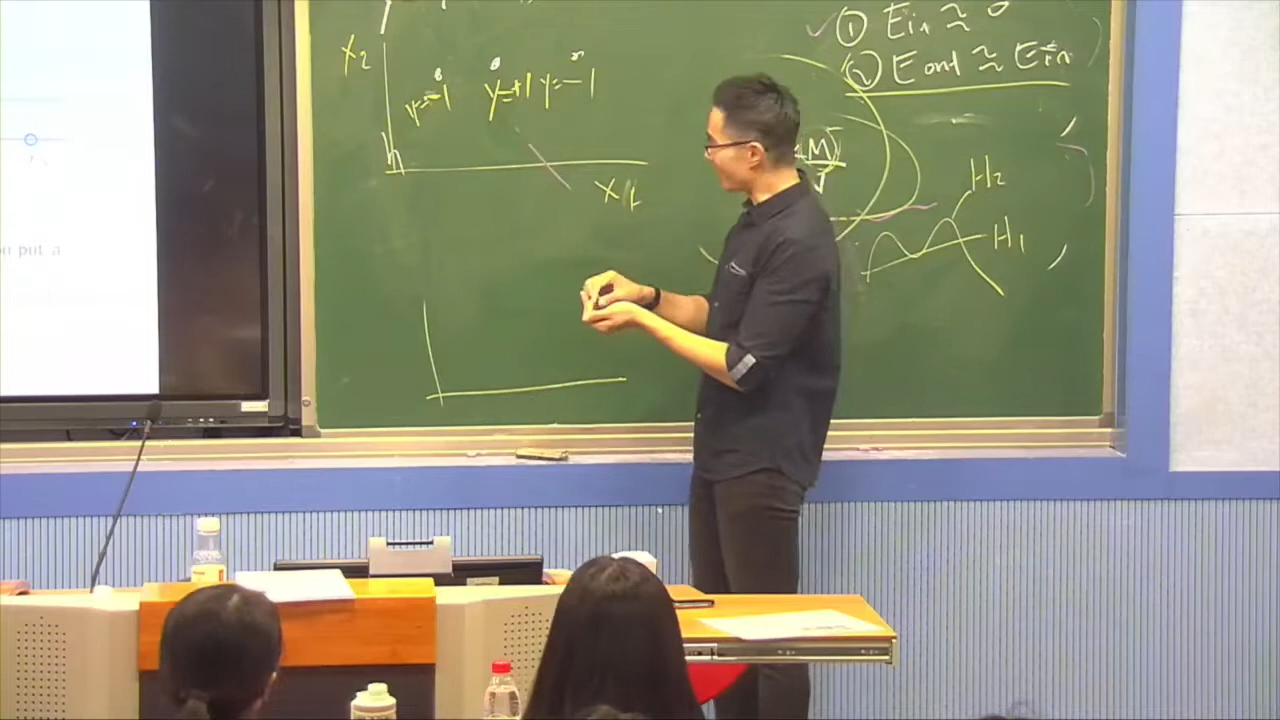 ① Ein ≈ 0
② Eout ≈ Ein
X2
y=-1 y=+1 y=-1
X1
M
H2
H1
put a